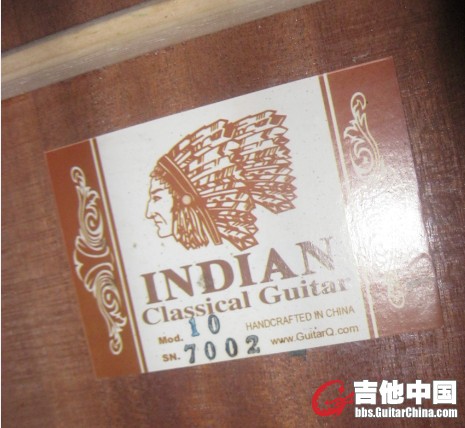 INDIAN
Classical Guitar
Mod. 10
HANDCRAFTED IN CHINA
SN. 7002
www.GuitarQ.com
吉他中国
bbs.GuitarChina.com